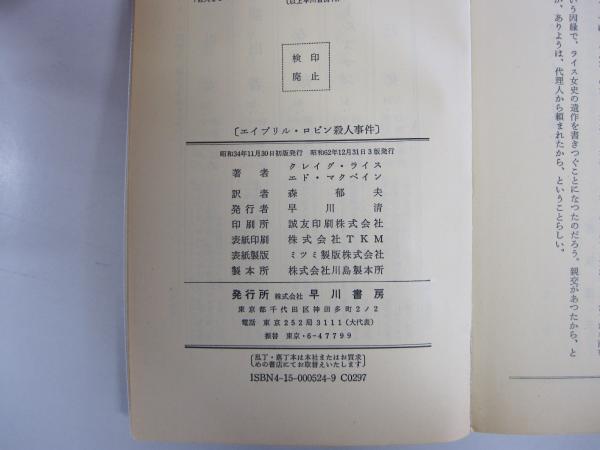 検印
廃止
〔エイプリル・ロビン殺人事件〕
昭和34年11月30日初版発行 昭和62年12月31日3版発行
著者 クレイグ・ライス
エド・マクベイン
訳者 森郁夫
発行者 早川清
印刷所 誠友印刷株式会社
表紙印刷 株式会社TKM
表紙製版 ミツミ製版株式会社
製本所 株式会社川島製本所
発行所 株式会社 早川書房
東京都千代田区神田多町2ノ2
電話 東京252局3111(大代表)
振替 東京・6-47799
〔乱丁・落丁本は本社またはお買求
めの書店にてお取替えいたします〕
ISBN4-15-000524-9 C0297
いう因縁で、ライス女史の遺作を書きつぐことになつたのだろう。親交があつたから、と
が、ありようは、代理人から頼まれたから、ということらしい。